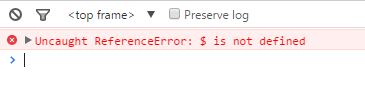 <top frame> ▼ Preserve log
Uncaught ReferenceError: $ is not defined
>